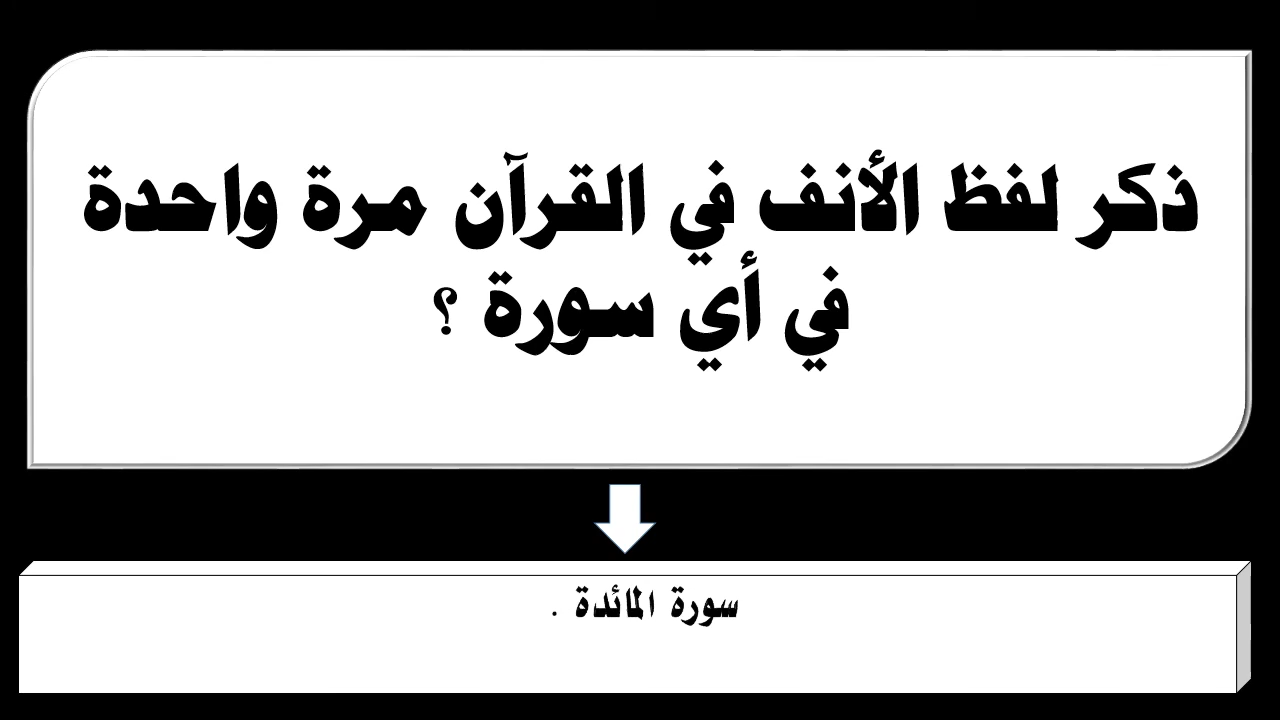 ذكر لفظ الأنف في القرآن مرة واحدة
في أي سورة ؟
سورة المائدة .